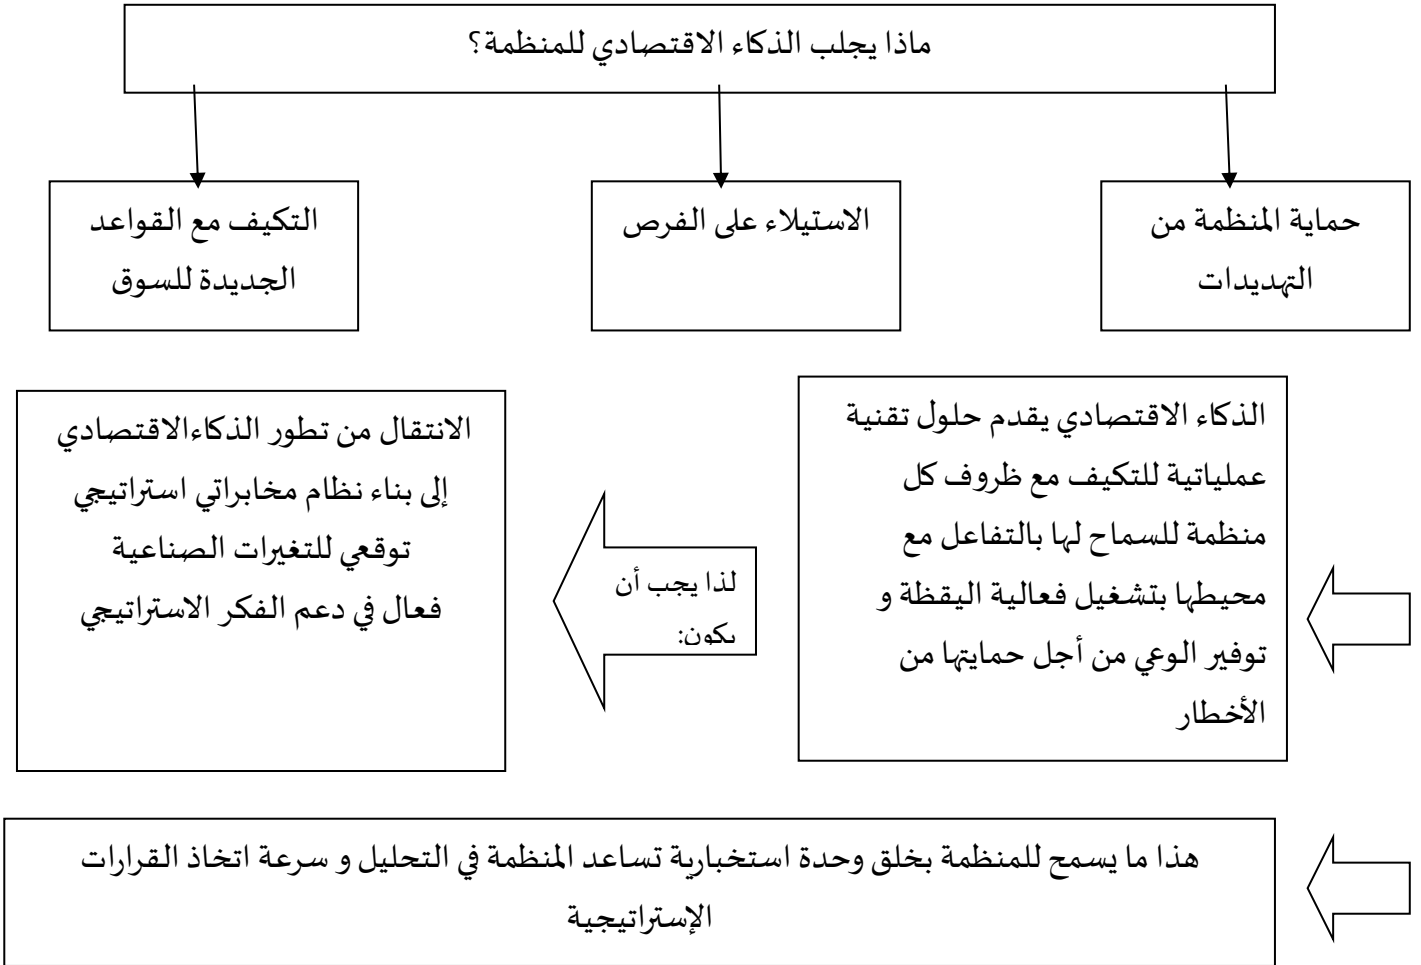 ماذا يجلب الذكاء الاقتصادي للمنظمة؟
حماية المنظمة من
التهديدات
الاستيلاء على الفرص
التكيف مع القواعد
الجديدة للسوق
الذكاء الاقتصادي يقدم حلول تقنية
عملياتية للتكيف مع ظروف كل
منظمة للسماح لها بالتفاعل مع
محيطها بتشغيل فعالية اليقظة و
توفير الوعي من أجل حمايتها من
الأخطار
لذا يجب أن
يكون:
الانتقال من تطور الذكاءالاقتصادي
إلى بناء نظام مخابراتي استراتيجي
توقعي للتغيرات الصناعية
فعال في دعم الفكر الاستراتيجي
هذا ما يسمح للمنظمة بخلق وحدة استخبارية تساعد المنظمة في التحليل و سرعة اتخاذ القرارات
الإستراتيجية